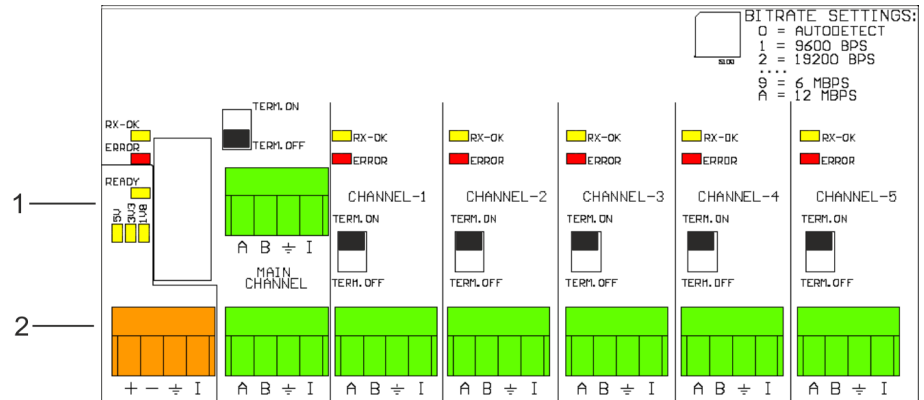 BITRATE SETTINGS:
0 = AUTODETECT
1 = 9600 BPS
2 = 19200 BPS
....
9 = 6 MBPS
A = 12 MBPS
S100
TERM.ON
TERM.OFF
RX-OK
ERROR
READY
5V
3V3
1V8
1
2
A B I
MAIN
CHANNEL
RX-OK
ERROR
CHANNEL-1
TERM.ON
TERM.OFF
RX-OK
ERROR
CHANNEL-2
TERM.ON
TERM.OFF
RX-OK
ERROR
CHANNEL-3
TERM.ON
TERM.OFF
RX-OK
ERROR
CHANNEL-4
TERM.ON
TERM.OFF
RX-OK
ERROR
CHANNEL-5
TERM.ON
TERM.OFF
+ - I
A B I
A B I
A B I
A B I
A B I
A B I